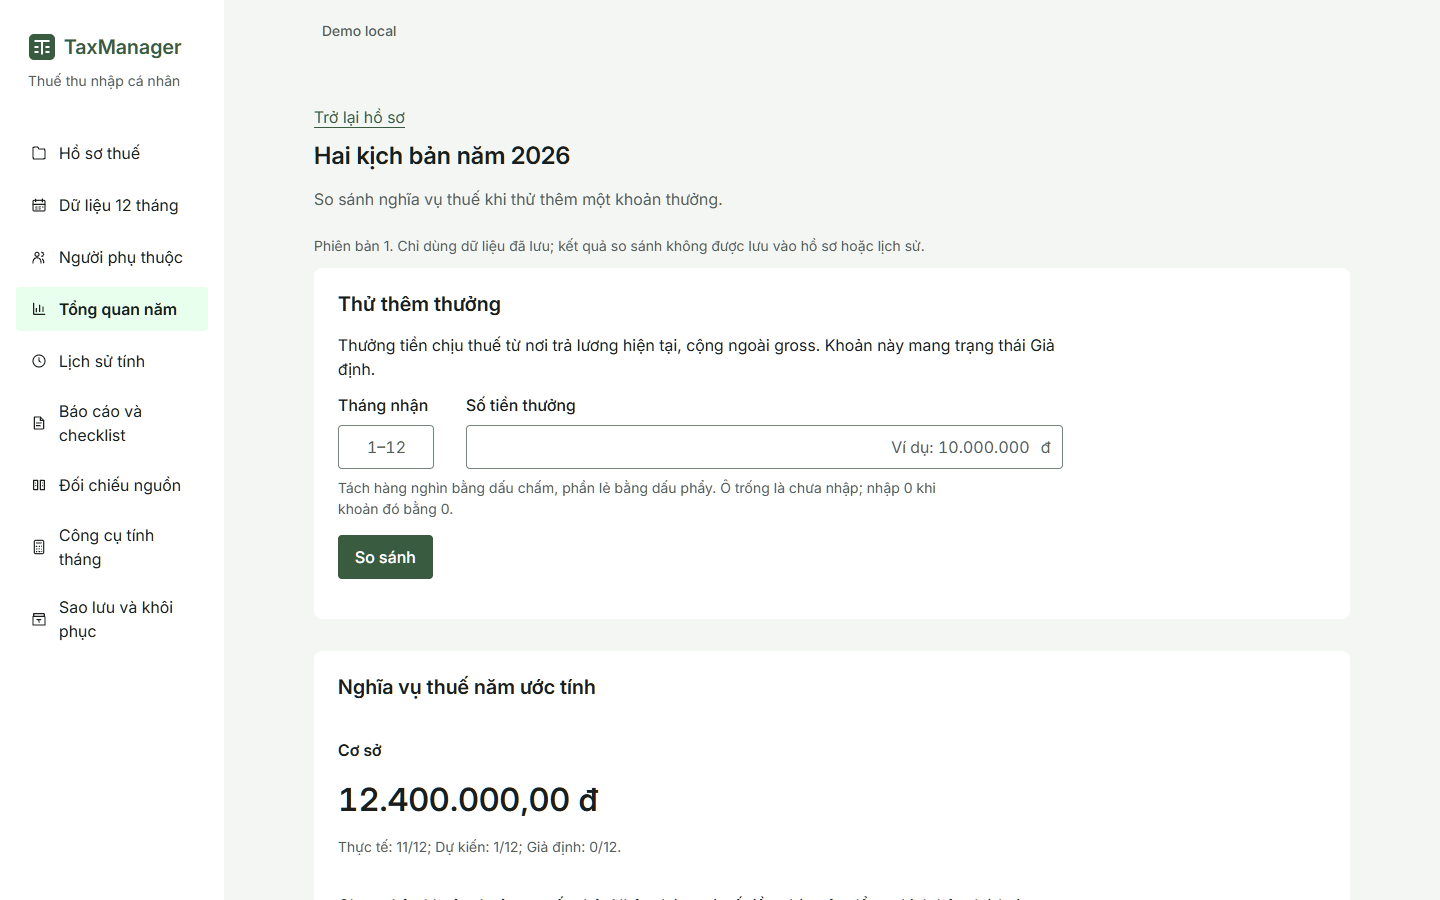 TaxManager
Thuế thu nhập cá nhân
Hồ sơ thuế
Dữ liệu 12 tháng
Người phụ thuộc
Tổng quan năm
Lịch sử tính
Báo cáo và
checklist
Đối chiếu nguồn
Công cụ tính
tháng
Sao lưu và khôi
phục
Demo local
Trở lại hồ sơ
Hai kịch bản năm 2026
So sánh nghĩa vụ thuế khi thử thêm một khoản thưởng.
Phiên bản 1. Chỉ dùng dữ liệu đã lưu; kết quả so sánh không được lưu vào hồ sơ hoặc lịch sử.
Thử thêm thưởng
Thưởng tiền chịu thuế từ nơi trả lương hiện tại, cộng ngoài gross. Khoản này mang trạng thái Giả
định.
Tháng nhận Số tiền thưởng
1–12 Ví dụ: 10.000.000 đ
Tách hàng nghìn bằng dấu chấm, phần lẻ bằng dấu phẩy. Ô trống là chưa nhập; nhập 0 khi
khoản đó bằng 0.
So sánh
Nghĩa vụ thuế năm ước tính
Cơ sở
12.400.000,00 đ
Thực tế: 11/12; Dự kiến: 1/12; Giả định: 0/12.